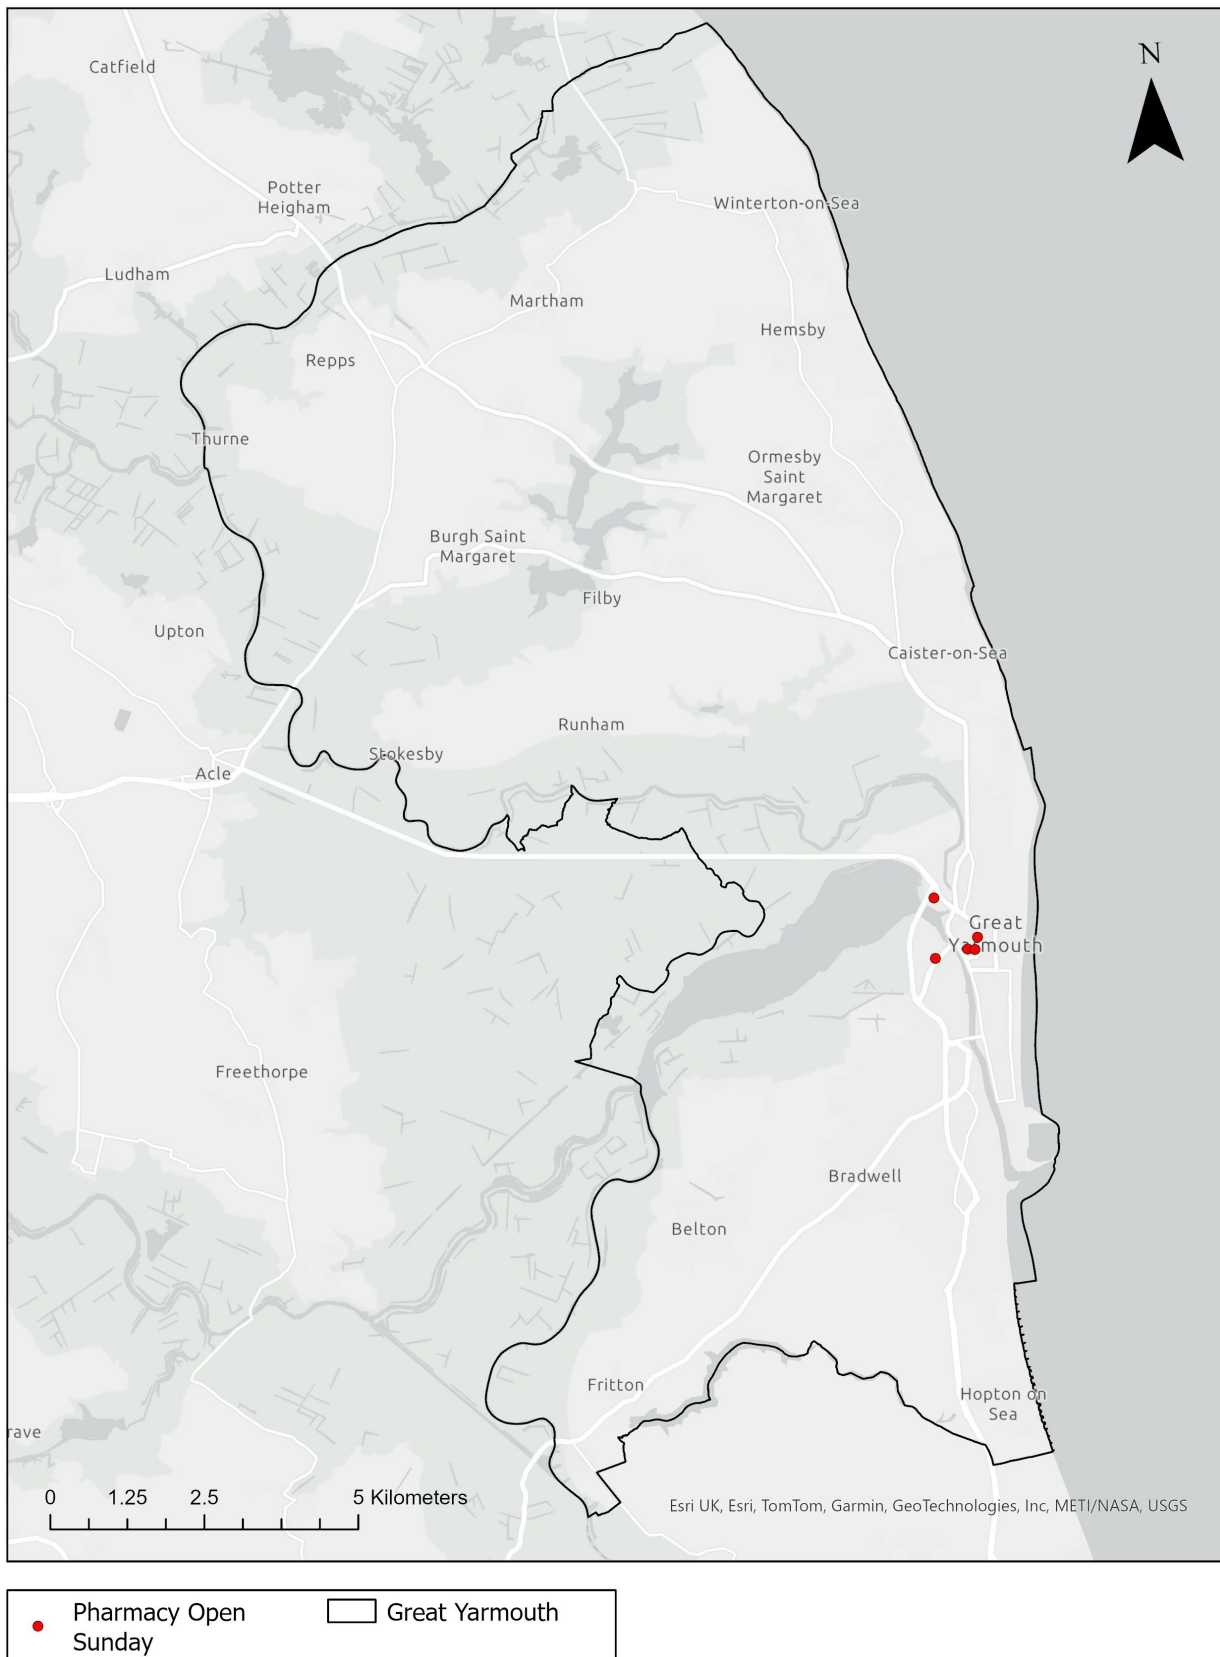 N
Catfield
Potter
Heigham
Winterton-on-Sea
Ludham
Martham
Hemsby
Repps
Thurne
Ormesby
Saint
Margaret
Burgh Saint
Margaret
Filby
Upton
Caister-on-Sea
Runham
Stokesby
Acle
Great
Yarmouth
Freethorpe
Bradwell
Belton
Fritton
Hopton on
Sea
rave
0 1.25 2.5 5 Kilometers
Esri UK, Esri, TomTom, Garmin, GeoTechnologies, Inc, METI/NASA, USGS
Pharmacy Open
Sunday
Great Yarmouth